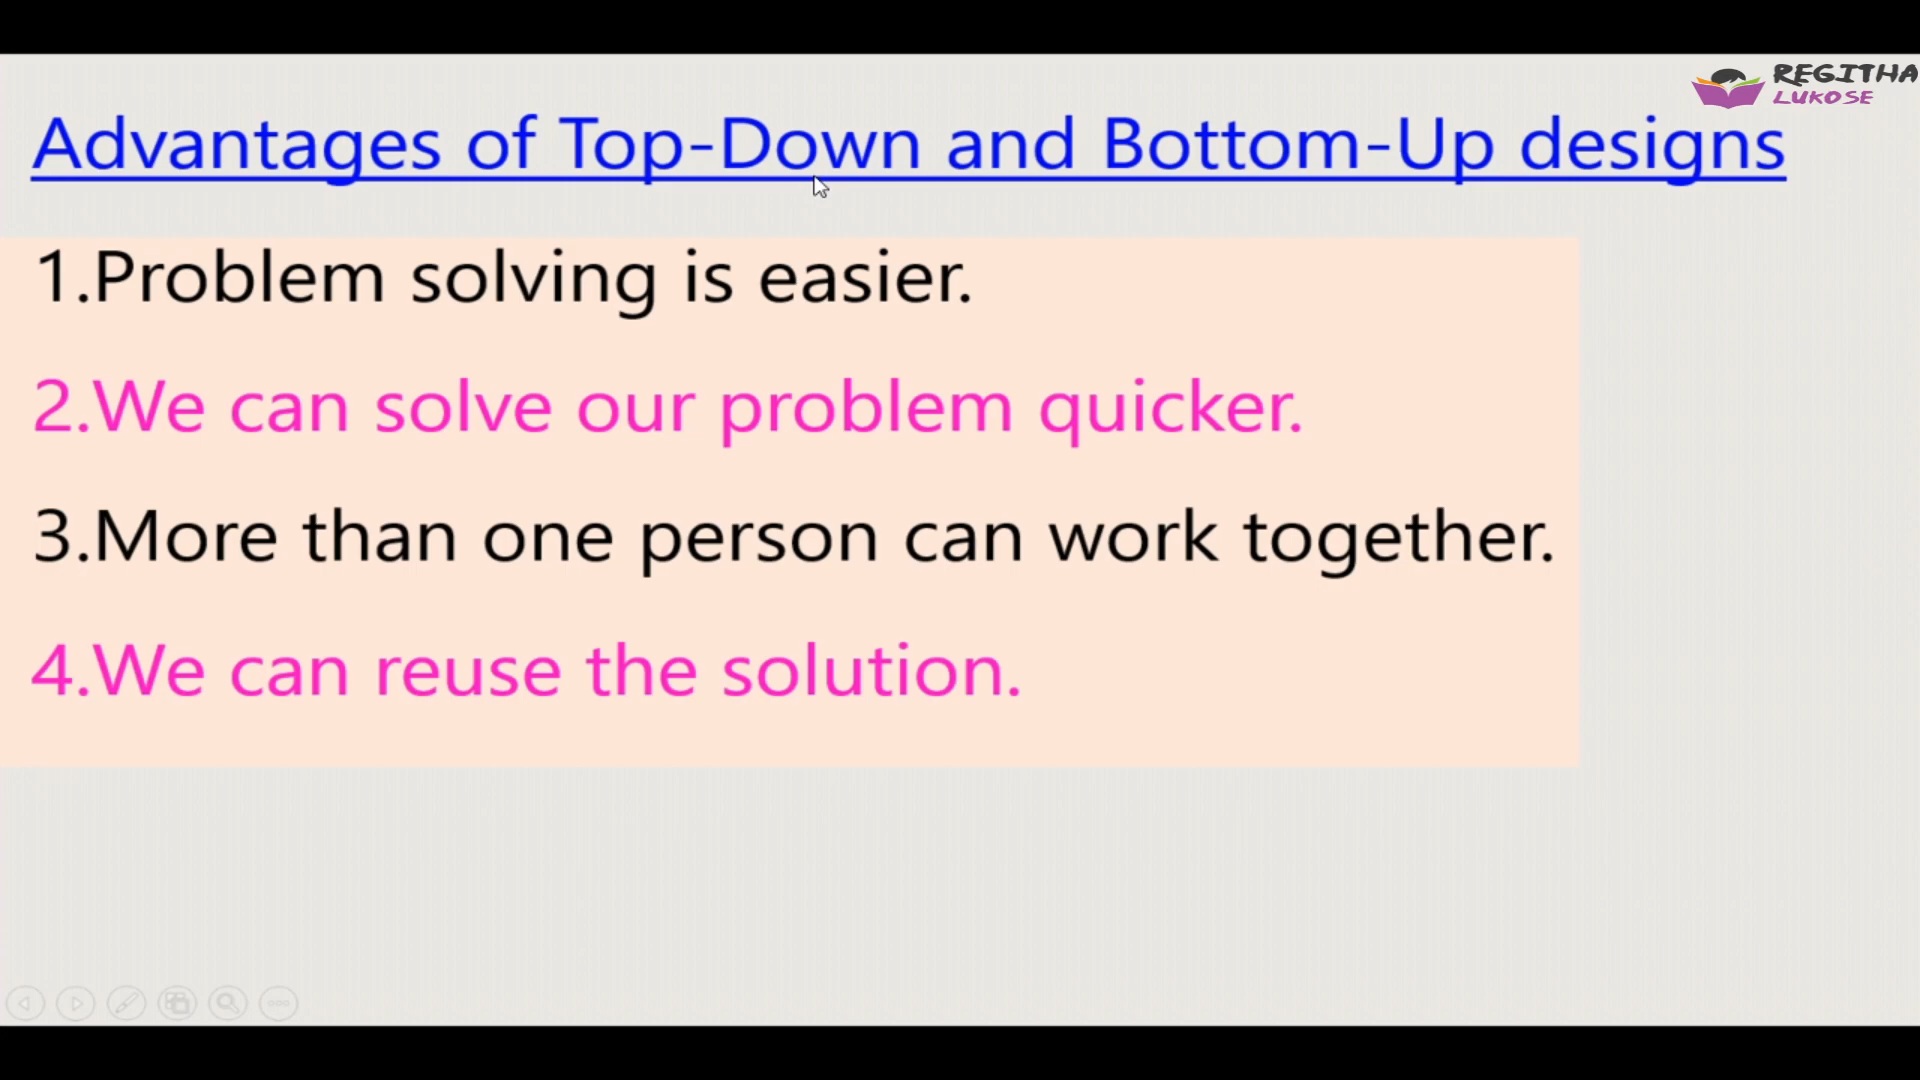 REGITHA
LUKOSE
Advantages of Top-Down and Bottom-Up designs
1.Problem solving is easier.
2.We can solve our problem quicker.
3.More than one person can work together.
4.We can reuse the solution.